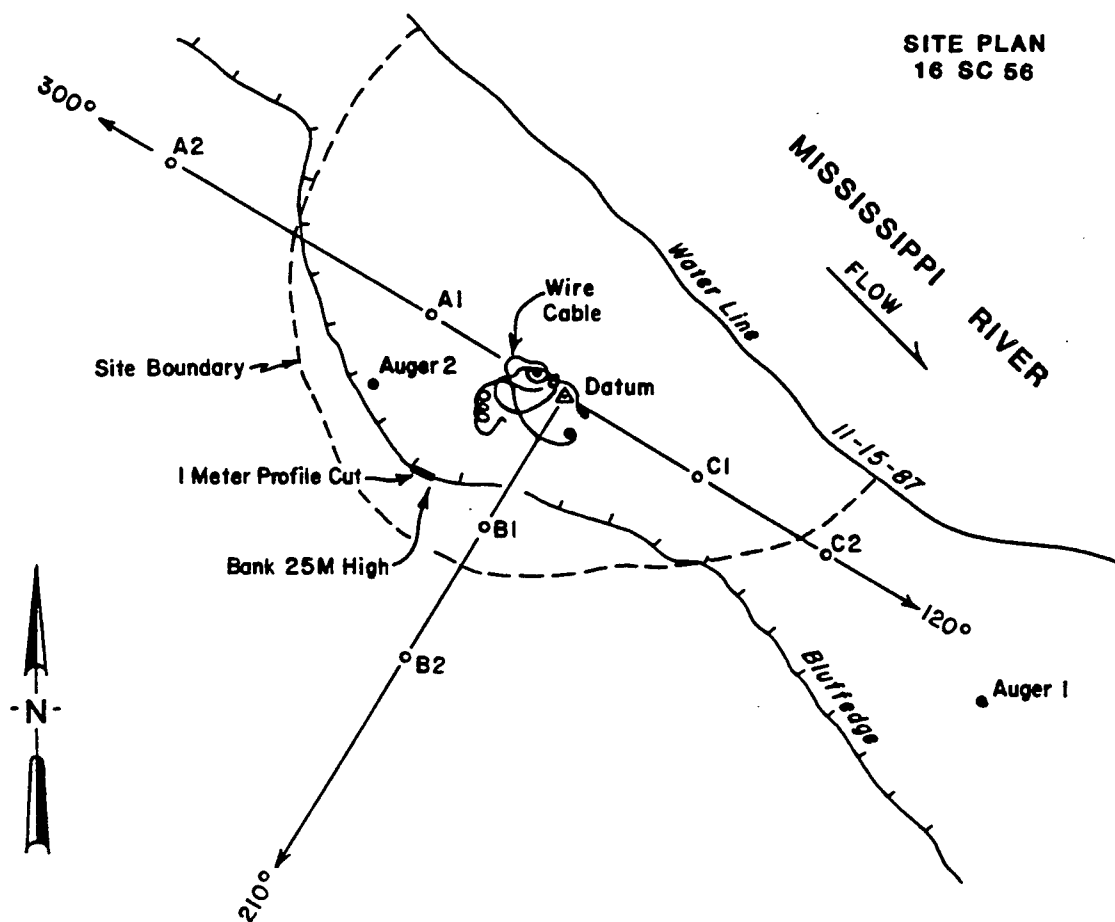 SITE PLAN
16 SC 56
300°
A2
MISSISSIPPI
RIVER
FLOW
Water Line
A1
Wire
Cable
Site Boundary
Auger 2
Datum
11-15-87
1 Meter Profile Cut
C1
B1
C2
Bank 25M High
120°
B2
Auger 1
-N-
Bluffedge
210°